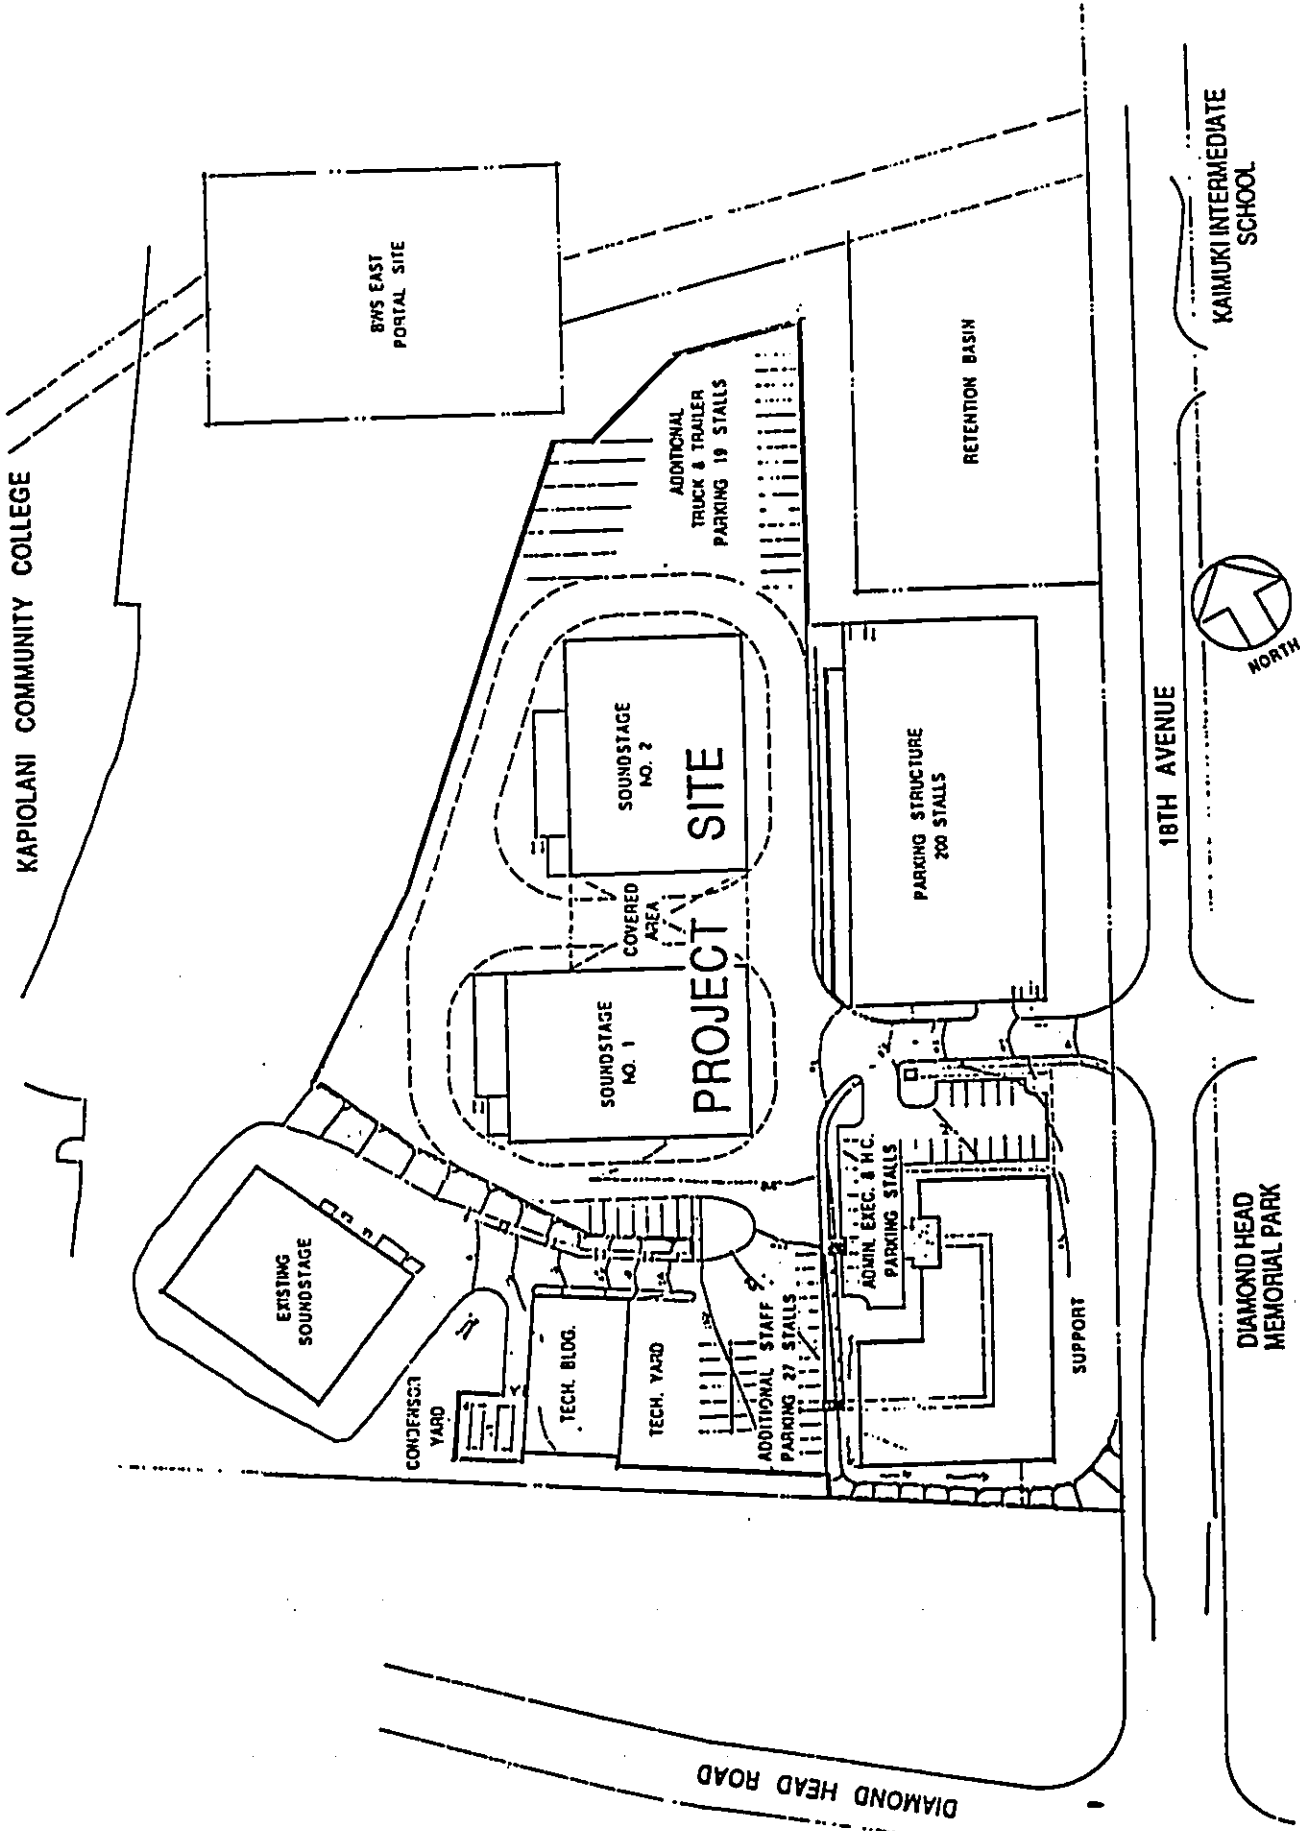 KAPIOLANI COMMUNITY COLLEGE
BWS EAST
PORTAL SITE
ADDITIONAL
TRUCK & TRAILER
PARKING 19 STALLS
RETENTION BASIN
KAIMUKI INTERMEDIATE
SCHOOL
SOUNDSTAGE
NO. 2
COVERED
AREA
SOUNDSTAGE
NO. 1
PROJECT SITE
PARKING STRUCTURE
200 STALLS
18TH AVENUE
NORTH
EXISTING
SOUNDSTAGE
CONDENSOR
YARD
TECH. BLDG.
TECH. YARD
ADDITIONAL STAFF
PARKING 27 STALLS
ADMIN. EXEC. & H.C.
PARKING STALLS
SUPPORT
DIAMOND HEAD
MEMORIAL PARK
DIAMOND HEAD ROAD